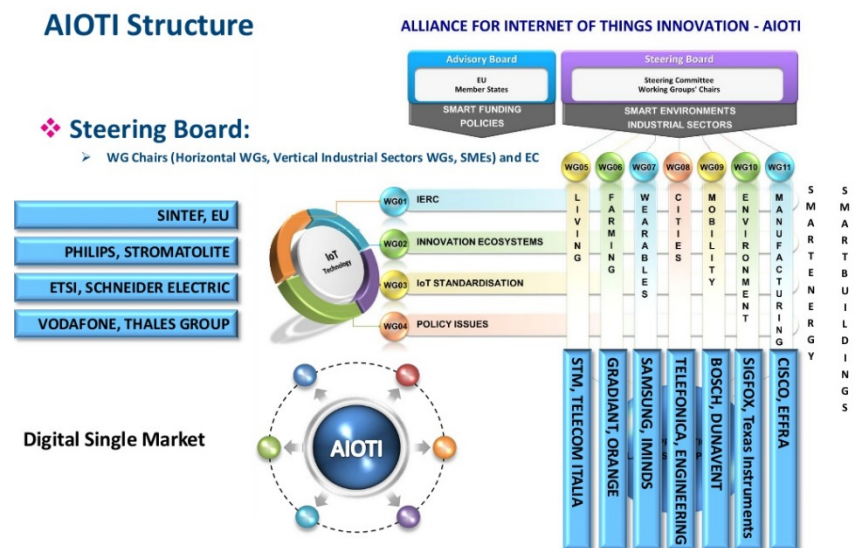 AIOTI Structure
ALLIANCE FOR INTERNET OF THINGS INNOVATION - AIOTI
Advisory Board
EU
Member States
SMART FUNDING
POLICIES
Steering Board
Steering Committee
Working Groups' Chairs
SMART ENVIRONMENTS
INDUSTRIAL SECTORS
Steering Board:
WG Chairs (Horizontal WGs, Vertical Industrial Sectors WGs, SMEs) and EC
WG05 WG06 WG07 WG08 WG09 WG10 WG11
LIVING
FARMING
WEARABLES
CITIES
MOBILITY
ENVIRONMENT
MANUFACTURING
SMARTENERGY
SMARTBUILDINGS
SINTEF, EU
PHILIPS, STROMATOLITE
ETSI, SCHNEIDER ELECTRIC
VODAFONE, THALES GROUP
IoT
Technology
WG01 IERC
WG02 INNOVATION ECOSYSTEMS
WG03 IoT STANDARDISATION
WG04 POLICY ISSUES
STM, TELECOM ITALIA
GRADIANT, ORANGE
SAMSUNG, IMINDS
TELEFONICA, ENGINEERING
BOSCH, DUNAVENT
SIGFOX, Texas Instruments
CISCO, EFFRA
Digital Single Market
AIOTI